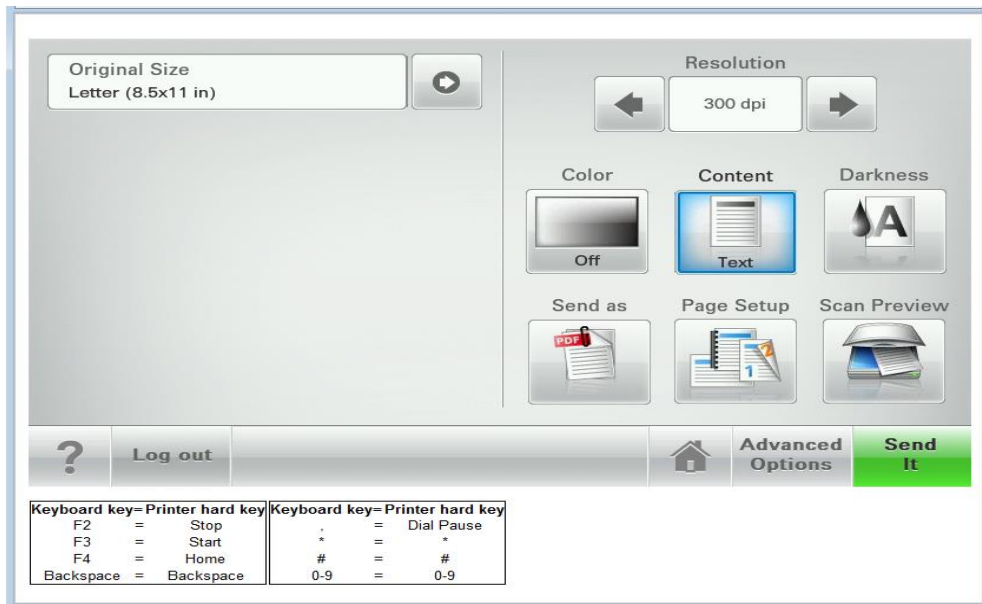 Original Size
Letter (8.5x11 in)
Resolution
300 dpi
Color
Content
Darkness
Off
Text
A
Send as
Page Setup
Scan Preview
PDF
1
2
?
Log out
Advanced
Options
Send
It
Keyboard key=Printer hard key
F2 = Stop
F3 = Start
F4 = Home
Backspace = Backspace
Keyboard key=Printer hard key
, = Dial Pause
* = *
# = #
0-9 = 0-9